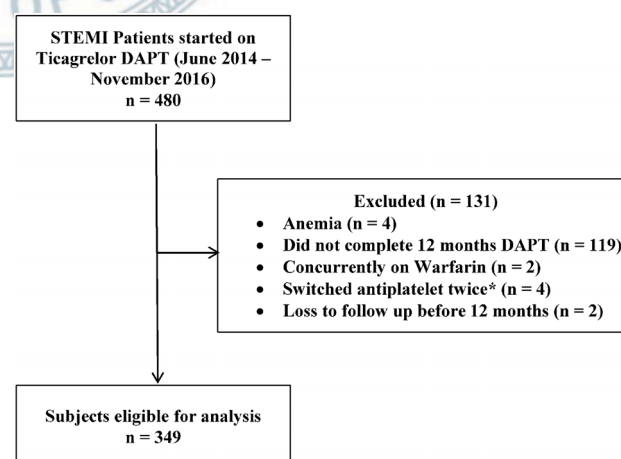 STEMI Patients started on
Ticagrelor DAPT (June 2014 –
November 2016)
n = 480
Excluded (n = 131)
• Anemia (n = 4)
• Did not complete 12 months DAPT (n = 119)
• Concurrently on Warfarin (n = 2)
• Switched antiplatelet twice* (n = 4)
• Loss to follow up before 12 months (n = 2)
Subjects eligible for analysis
n = 349